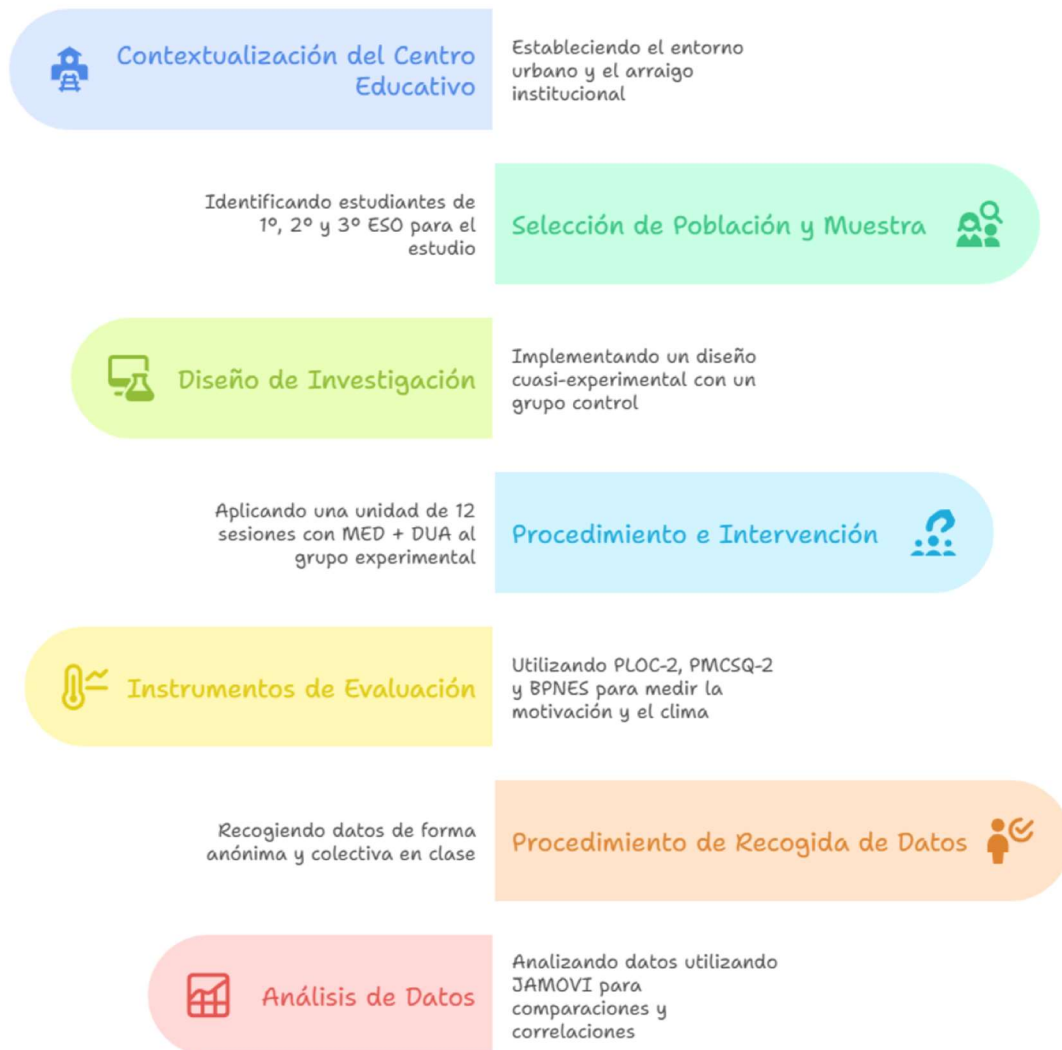 Contextualización del Centro
Educativo
Estableciendo el entorno
urbano y el arraigo
institucional
Identificando estudiantes de
1º, 2º y 3º ESO para el
estudio
Selección de Población y Muestra
Diseño de Investigación
Implementando un diseño
cuasi-experimental con un
grupo control
Aplicando una unidad de 12
sesiones con MED + DUA al
grupo experimental
Procedimiento e Intervención
Instrumentos de Evaluación
Utilizando PLOC-2, PMCSQ-2
y BPNES para medir la
motivación y el clima
Recogiendo datos de forma
anónima y colectiva en clase
Procedimiento de Recogida de Datos
Análisis de Datos
Analizando datos utilizando
JAMOVI para
comparaciones y
correlaciones